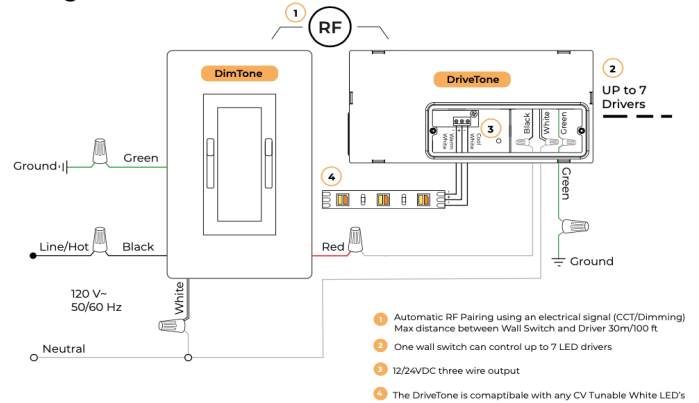 1
RF
DimTone
DriveTone
2
UP to 7
Drivers
3
Warm
White
Cool
White
Black
White
Green
4
Ground
Green
Green
Line/Hot
Black
Red
Ground
120 V~
50/60 Hz
White
Neutral
1 Automatic RF Pairing using an electrical signal (CCT/Dimming)
Max distance between Wall Switch and Driver 30m/100 ft
2 One wall switch can control up to 7 LED drivers
3 12/24VDC three wire output
4 The DriveTone is comaptibale with any CV Tunable White LED's